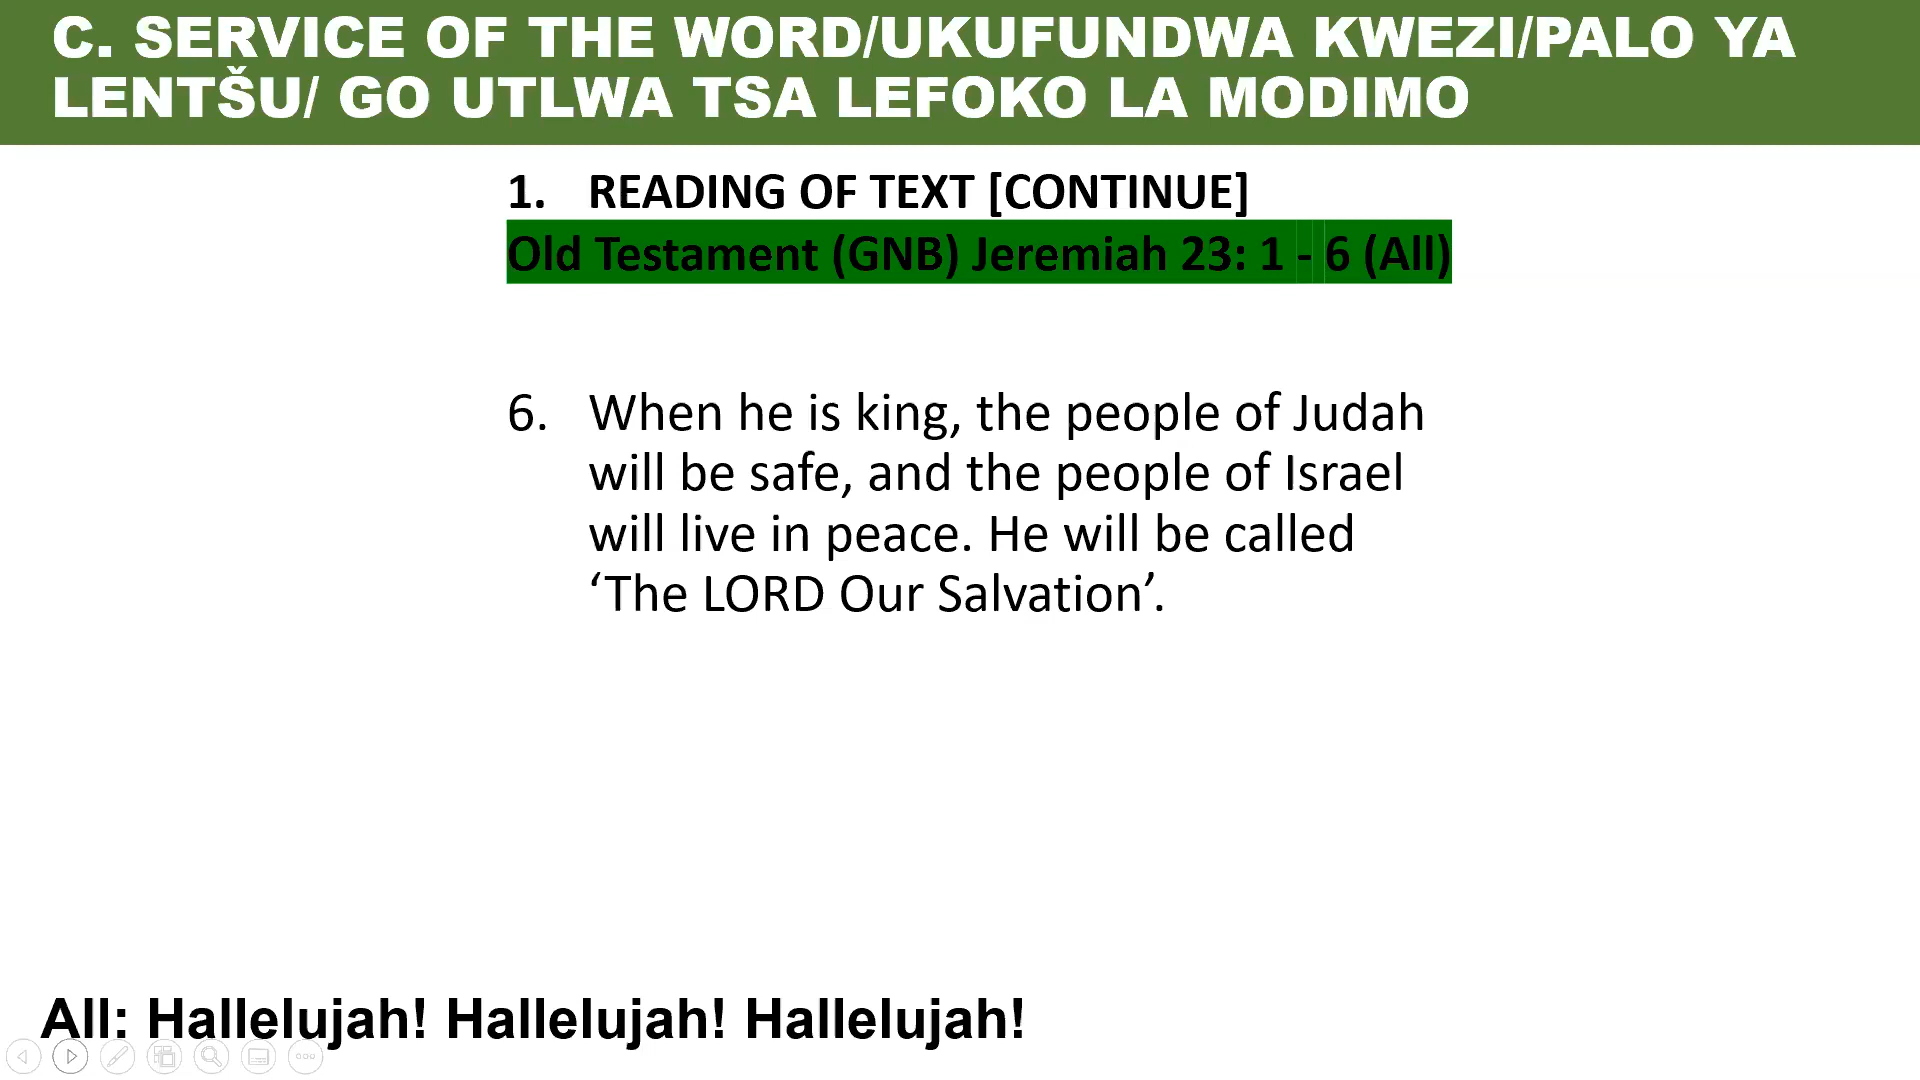 C. SERVICE OF THE WORD/UKUFUNDWA KWEZI/PALO YA
LENTŠU/ GO UTLWA TSA LEFOKO LA MODIMO
1. READING OF TEXT [CONTINUE]
Old Testament (GNB) Jeremiah 23: 1 - 6 (All)
6. When he is king, the people of Judah
will be safe, and the people of Israel
will live in peace. He will be called
‘The LORD Our Salvation’.
All: Hallelujah! Hallelujah! Hallelujah!